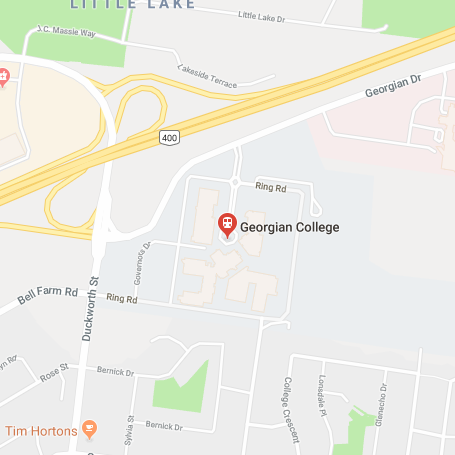 LITTLE LAKE
Little Lake Dr
J.C. Massie Way
Lakeside Terrace
Georgian Dr
400
Ring Rd
Georgian College
Governors D
Bell Farm Rd
Ring Rd
Duckworth St
Rose St
yn Rd
Bernick Dr
College Crescent
Lonsdale Pl
Glenecho Dr
Sylvia St
Bernick Dr
Tim Hortons